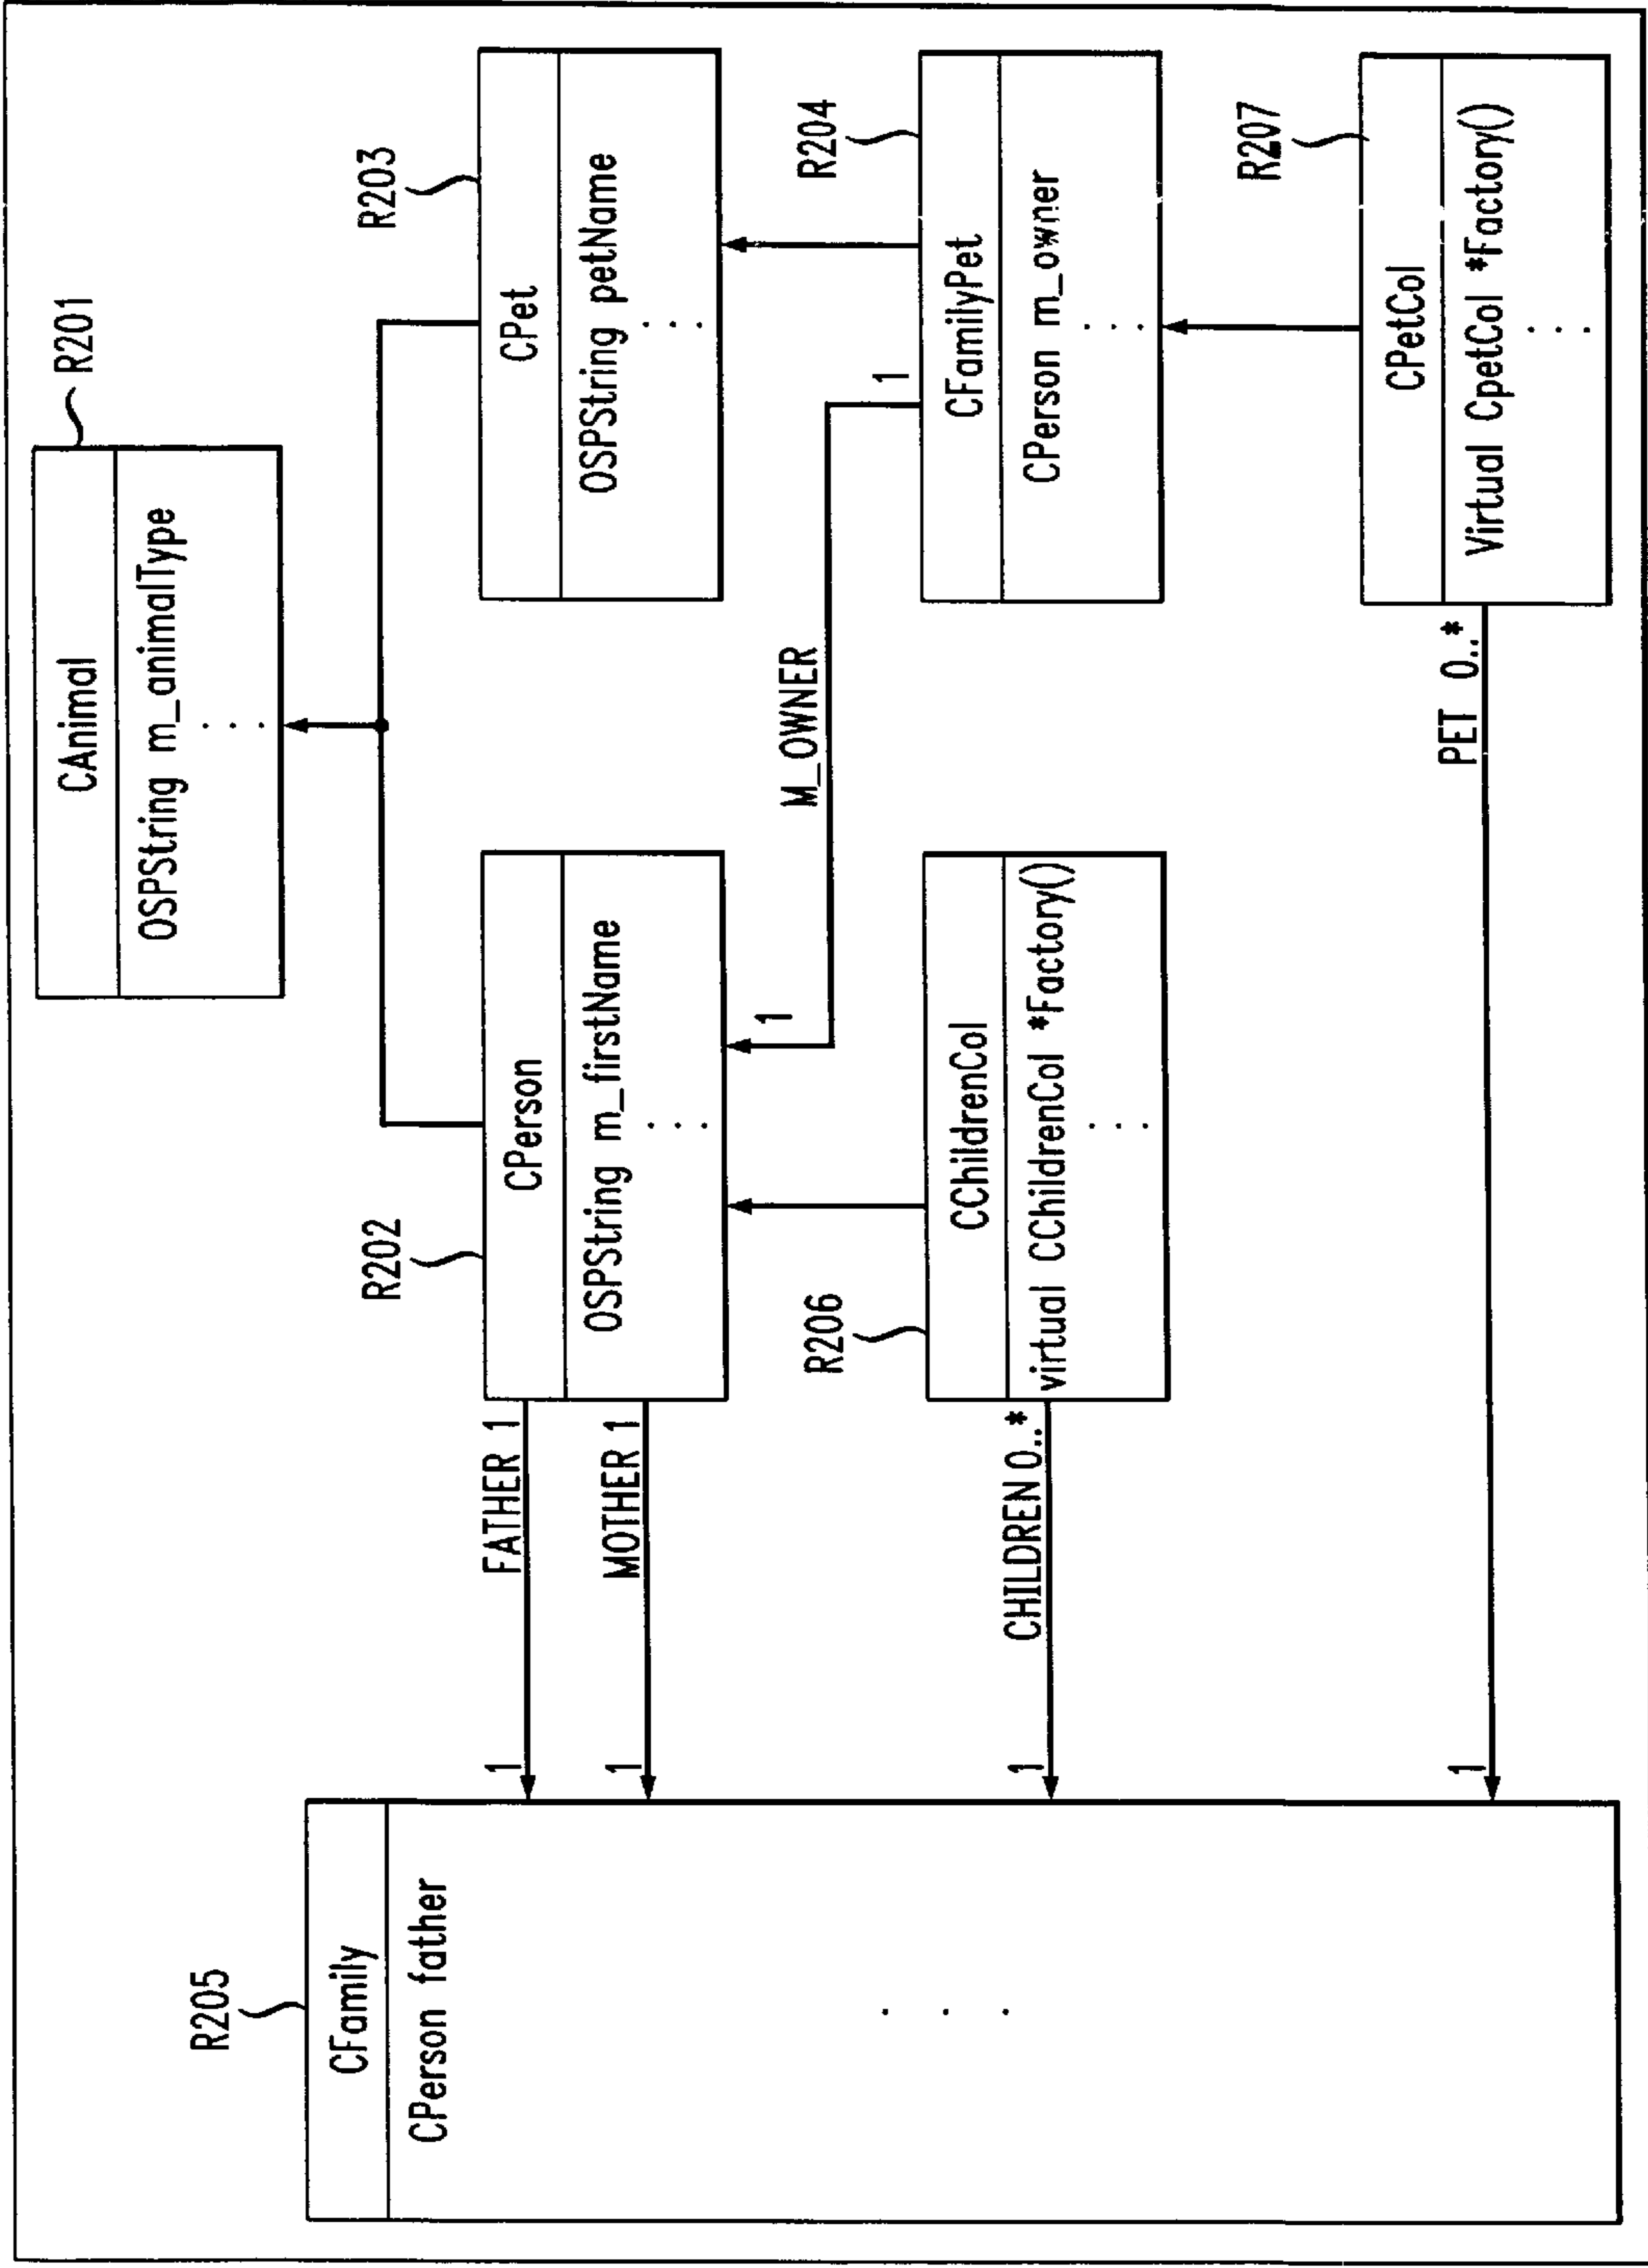 R201
CAnimal
OSPString m_animalType
. . .
R202
CPerson
OSPString m_firstName
. . .
R203
CPet
OSPString petName
. . .
FATHER 1
1
MOTHER 1
1
M_OWNER
1
1
R204
CFamilyPet
CPerson m_owner
. . .
R205
CFamily
CPerson father
. . .
R206
CChildrenCol
virtual CChildrenCol *Factory()
. . .
CHILDREN 0..*
1
R207
CPetCol
Virtual CpetCol *Factory()
. . .
PET 0..*
1